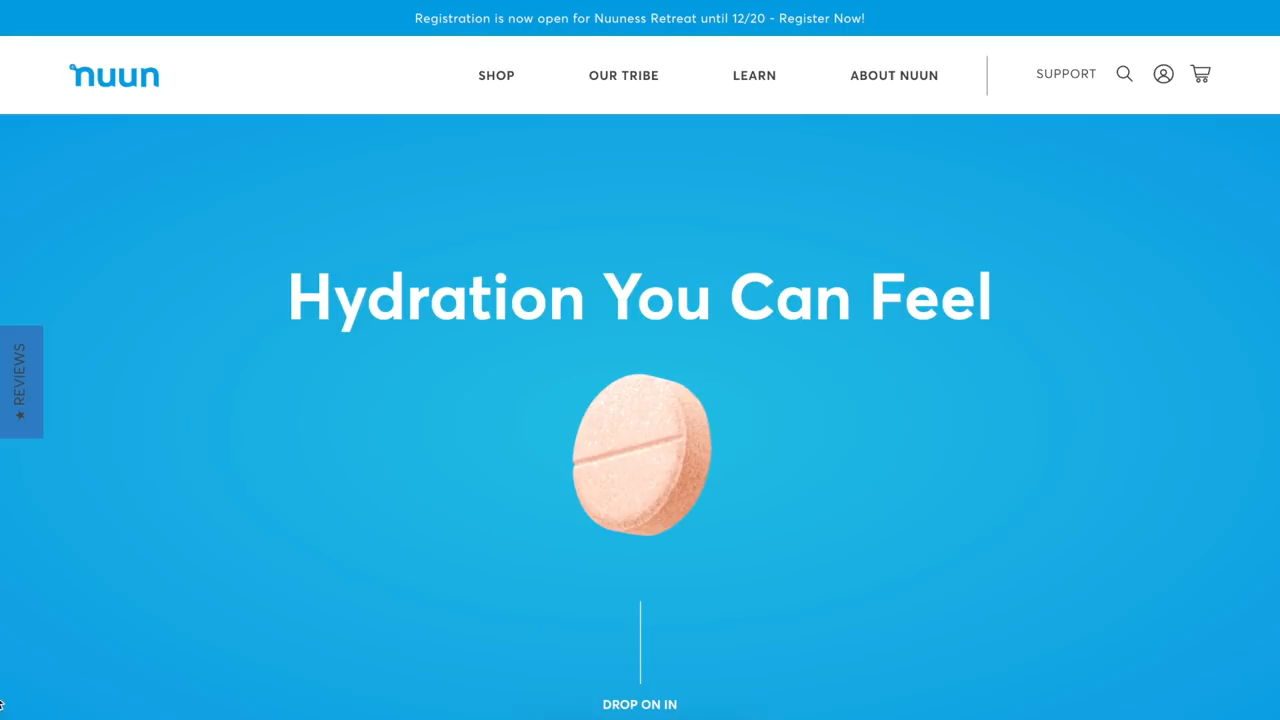 Registration is now open for Nuuness Retreat until 12/20 - Register Now!
nuun
SHOP
OUR TRIBE
LEARN
ABOUT NUUN
SUPPORT
Hydration You Can Feel
★ REVIEWS
DROP ON IN